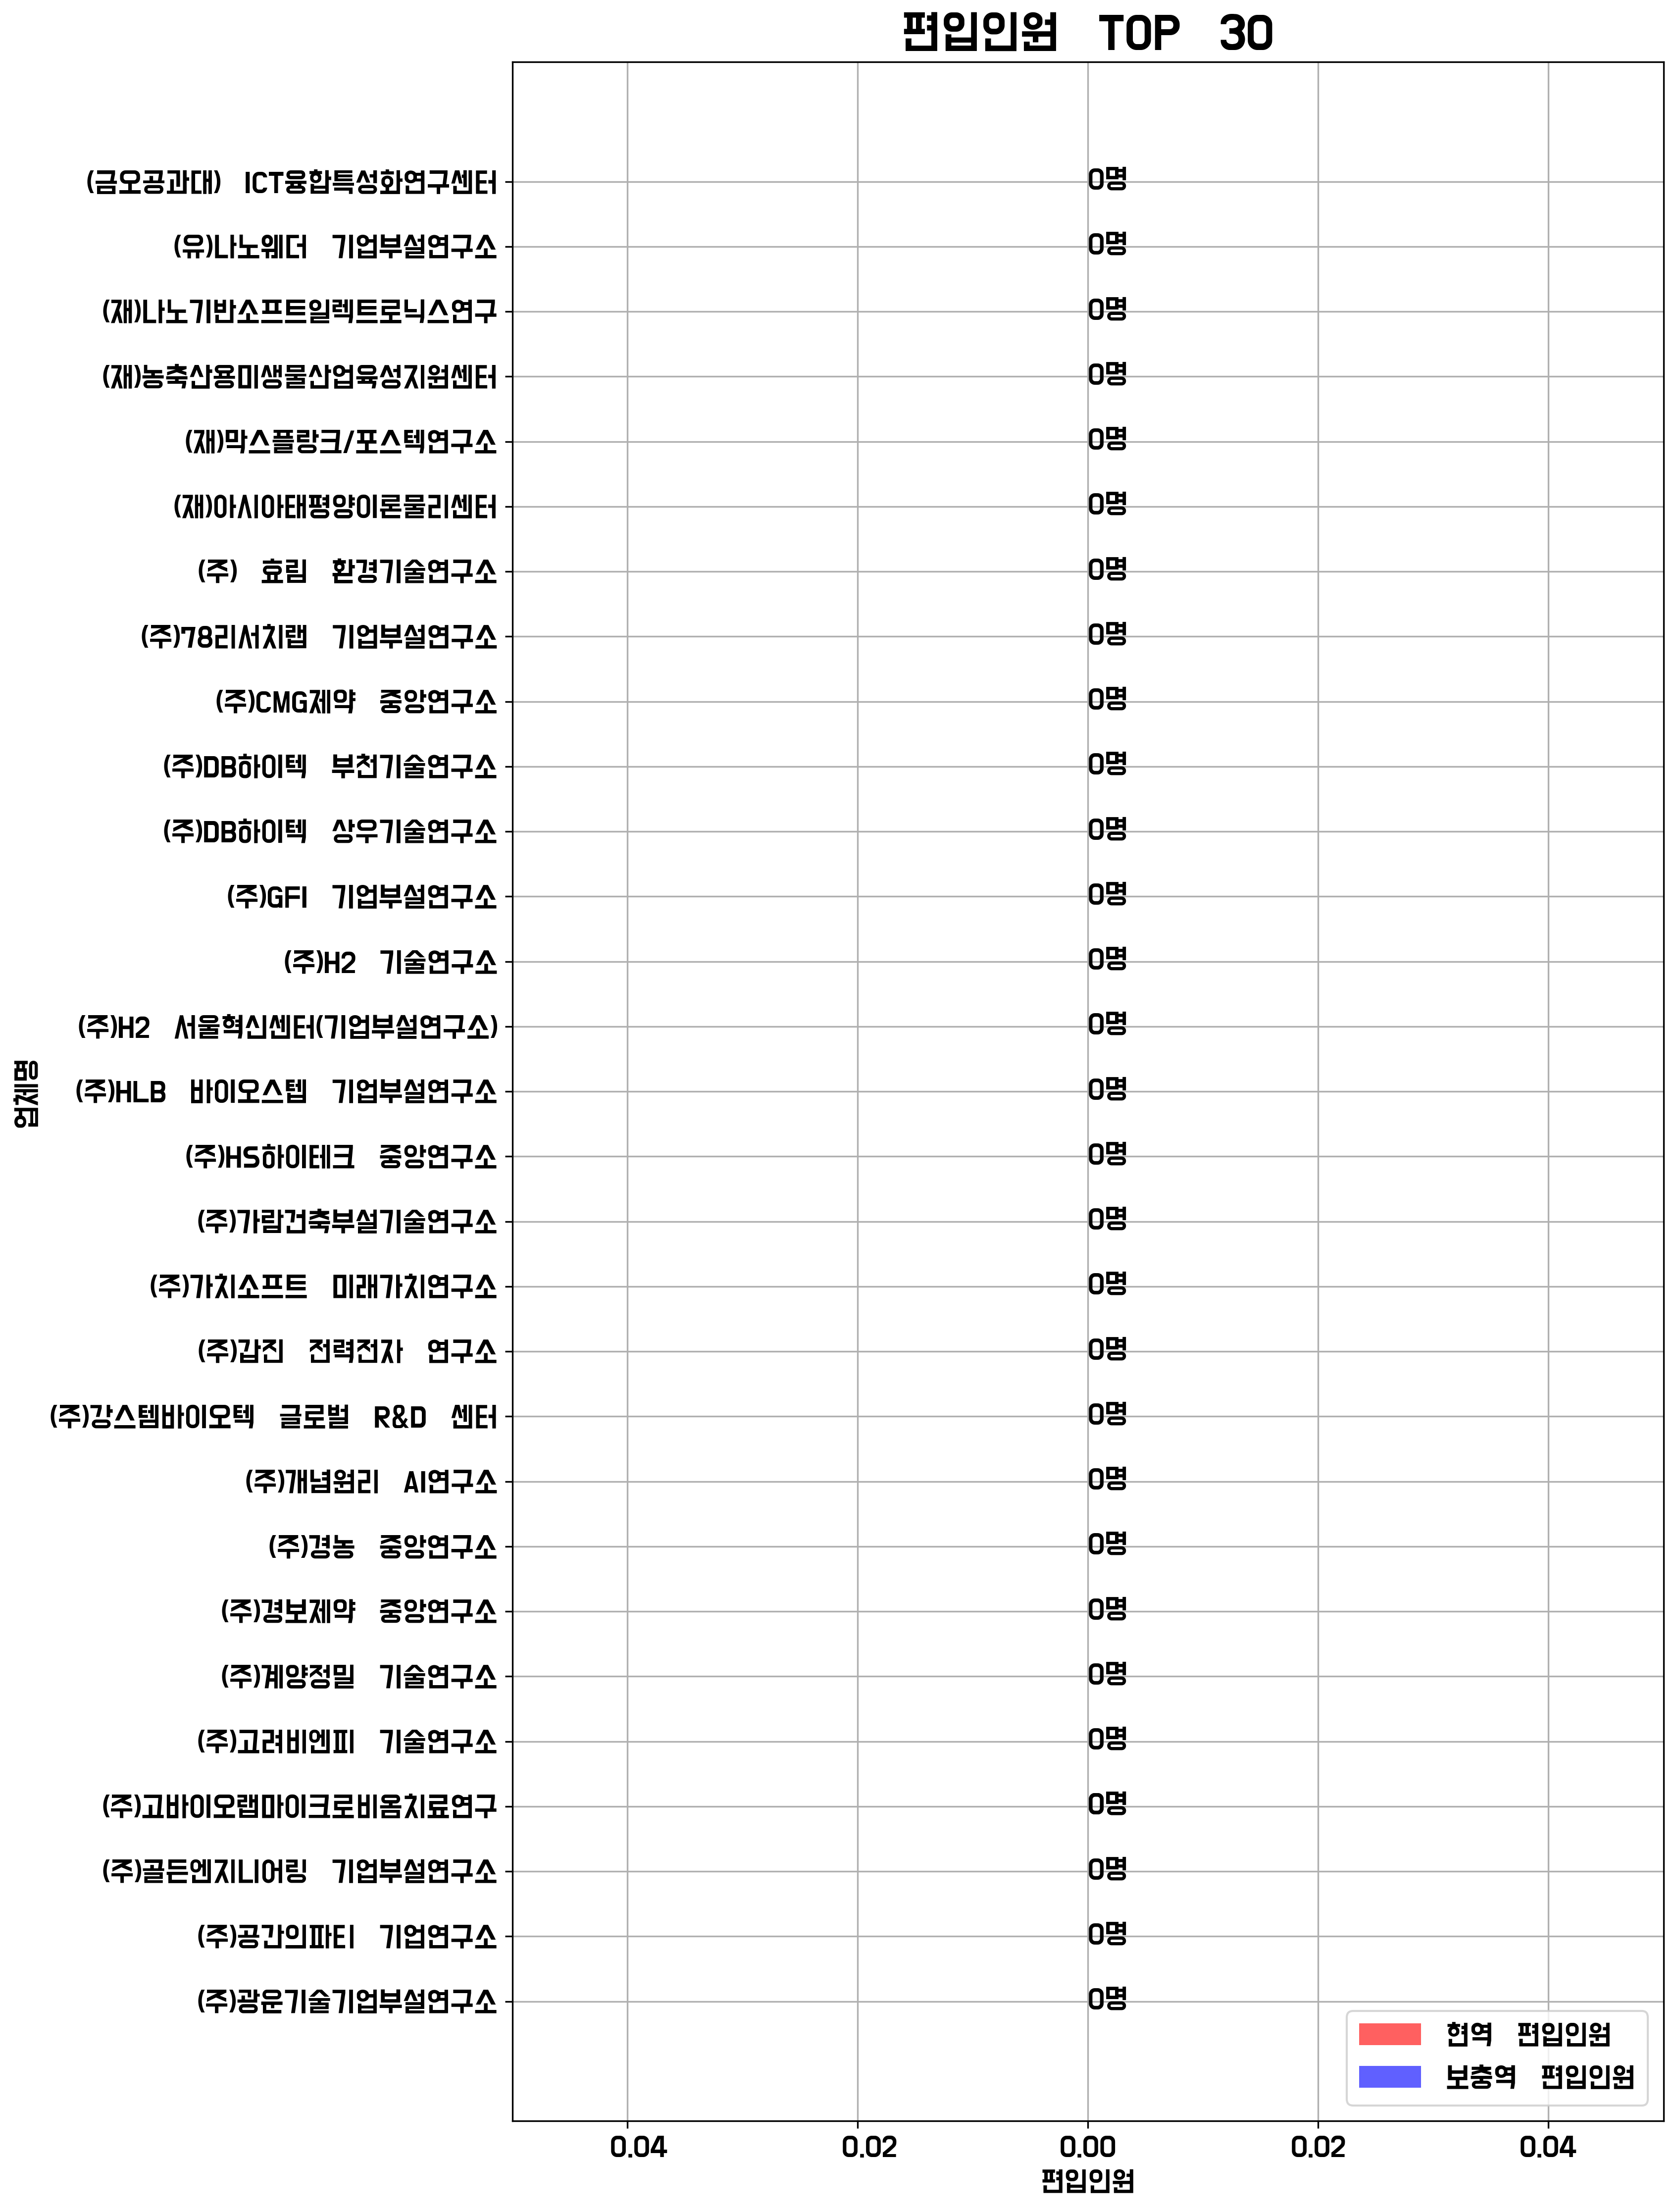 편입인원 TOP 30
(금오공과대) ICT융합특성화연구센터 0명
(유)나노웨더 기업부설연구소 0명
(재)나노기반소프트일렉트로닉스연구 0명
(재)농축산용미생물산업육성지원센터 0명
(재)막스플랑크/포스텍연구소 0명
(재)아시아태평양이론물리센터 0명
(주) 효림 환경기술연구소 0명
(주)78리서치랩 기업부설연구소 0명
(주)CMG제약 중앙연구소 0명
(주)DB하이텍 부천기술연구소 0명
(주)DB하이텍 상우기술연구소 0명
(주)GFI 기업부설연구소 0명
(주)H2 기술연구소 0명
(주)H2 서울혁신센터(기업부설연구소) 0명
(주)HLB 바이오스텝 기업부설연구소 0명
(주)HS하이테크 중앙연구소 0명
(주)가람건축부설기술연구소 0명
(주)가치소프트 미래가치연구소 0명
(주)갑진 전력전자 연구소 0명
(주)강스템바이오텍 글로벌 R&D 센터 0명
(주)개념원리 AI연구소 0명
(주)경농 중앙연구소 0명
(주)경보제약 중앙연구소 0명
(주)계양정밀 기술연구소 0명
(주)고려비엔피 기술연구소 0명
(주)고바이오랩마이크로비옴치료연구 0명
(주)골든엔지니어링 기업부설연구소 0명
(주)공간의파티 기업연구소 0명
(주)광운기술기업부설연구소 0명
업체명
현역 편입인원
보충역 편입인원
0.04 0.02 0.00 0.02 0.04
편입인원